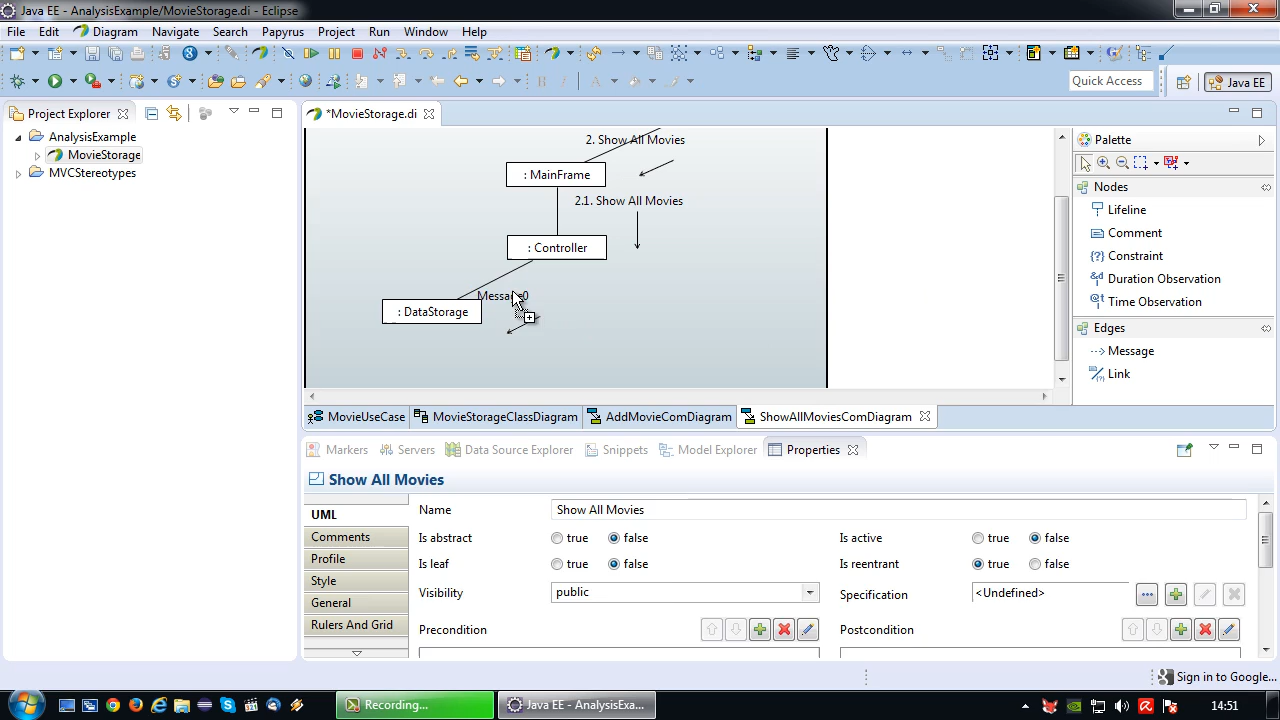 Java EE - AnalysisExample/MovieStorage.di - Eclipse
File Edit Diagram Navigate Search Papyrus Project Run Window Help
Quick Access
Java EE
Project Explorer
*MovieStorage.di
AnalysisExample
MovieStorage
MVCStereotypes
2. Show All Movies
: MainFrame
2.1. Show All Movies
: Controller
Message0
: DataStorage
Palette
Nodes
Lifeline
Comment
Constraint
Duration Observation
Time Observation
Edges
Message
Link
MovieUseCase MovieStorageClassDiagram AddMovieComDiagram ShowAllMoviesComDiagram
Markers Servers Data Source Explorer Snippets Model Explorer Properties
Show All Movies
UML
Comments
Profile
Style
General
Rulers And Grid
Name Show All Movies
Is abstract true false Is active true false
Is leaf true false Is reentrant true false
Visibility public Specification <Undefined>
Precondition Postcondition
Sign in to Google...
Recording...
Java EE - AnalysisExa...
14:51